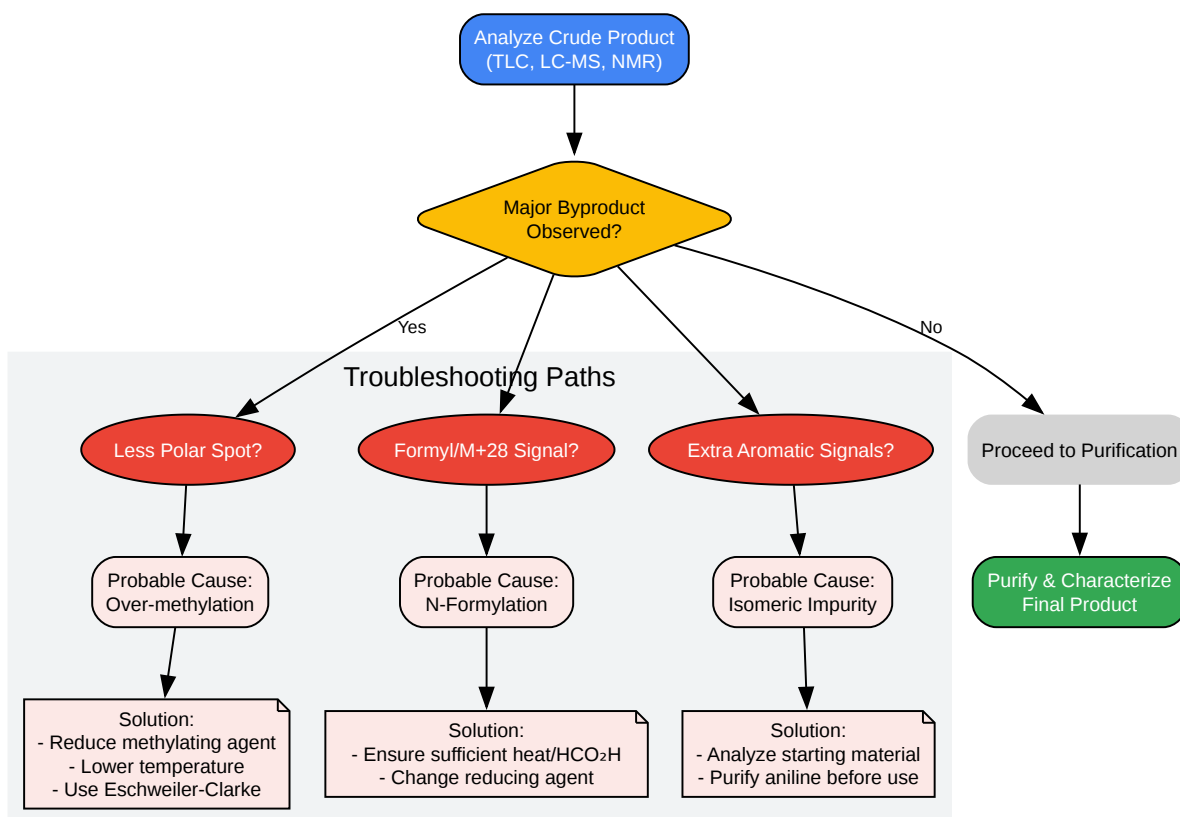 Analyze Crude Product
(TLC, LC-MS, NMR)
Major Byproduct
Observed?
Yes
No
Troubleshooting Paths
Less Polar Spot?
Formyl/M+28 Signal?
Extra Aromatic Signals?
Proceed to Purification
Probable Cause:
Over-methylation
Probable Cause:
N-Formylation
Probable Cause:
Isomeric Impurity
Purify & Characterize
Final Product
Solution:
- Reduce methylating agent
- Lower temperature
- Use Eschweiler-Clarke
Solution:
- Ensure sufficient heat/HCO₂H
- Change reducing agent
Solution:
- Analyze starting material
- Purify aniline before use